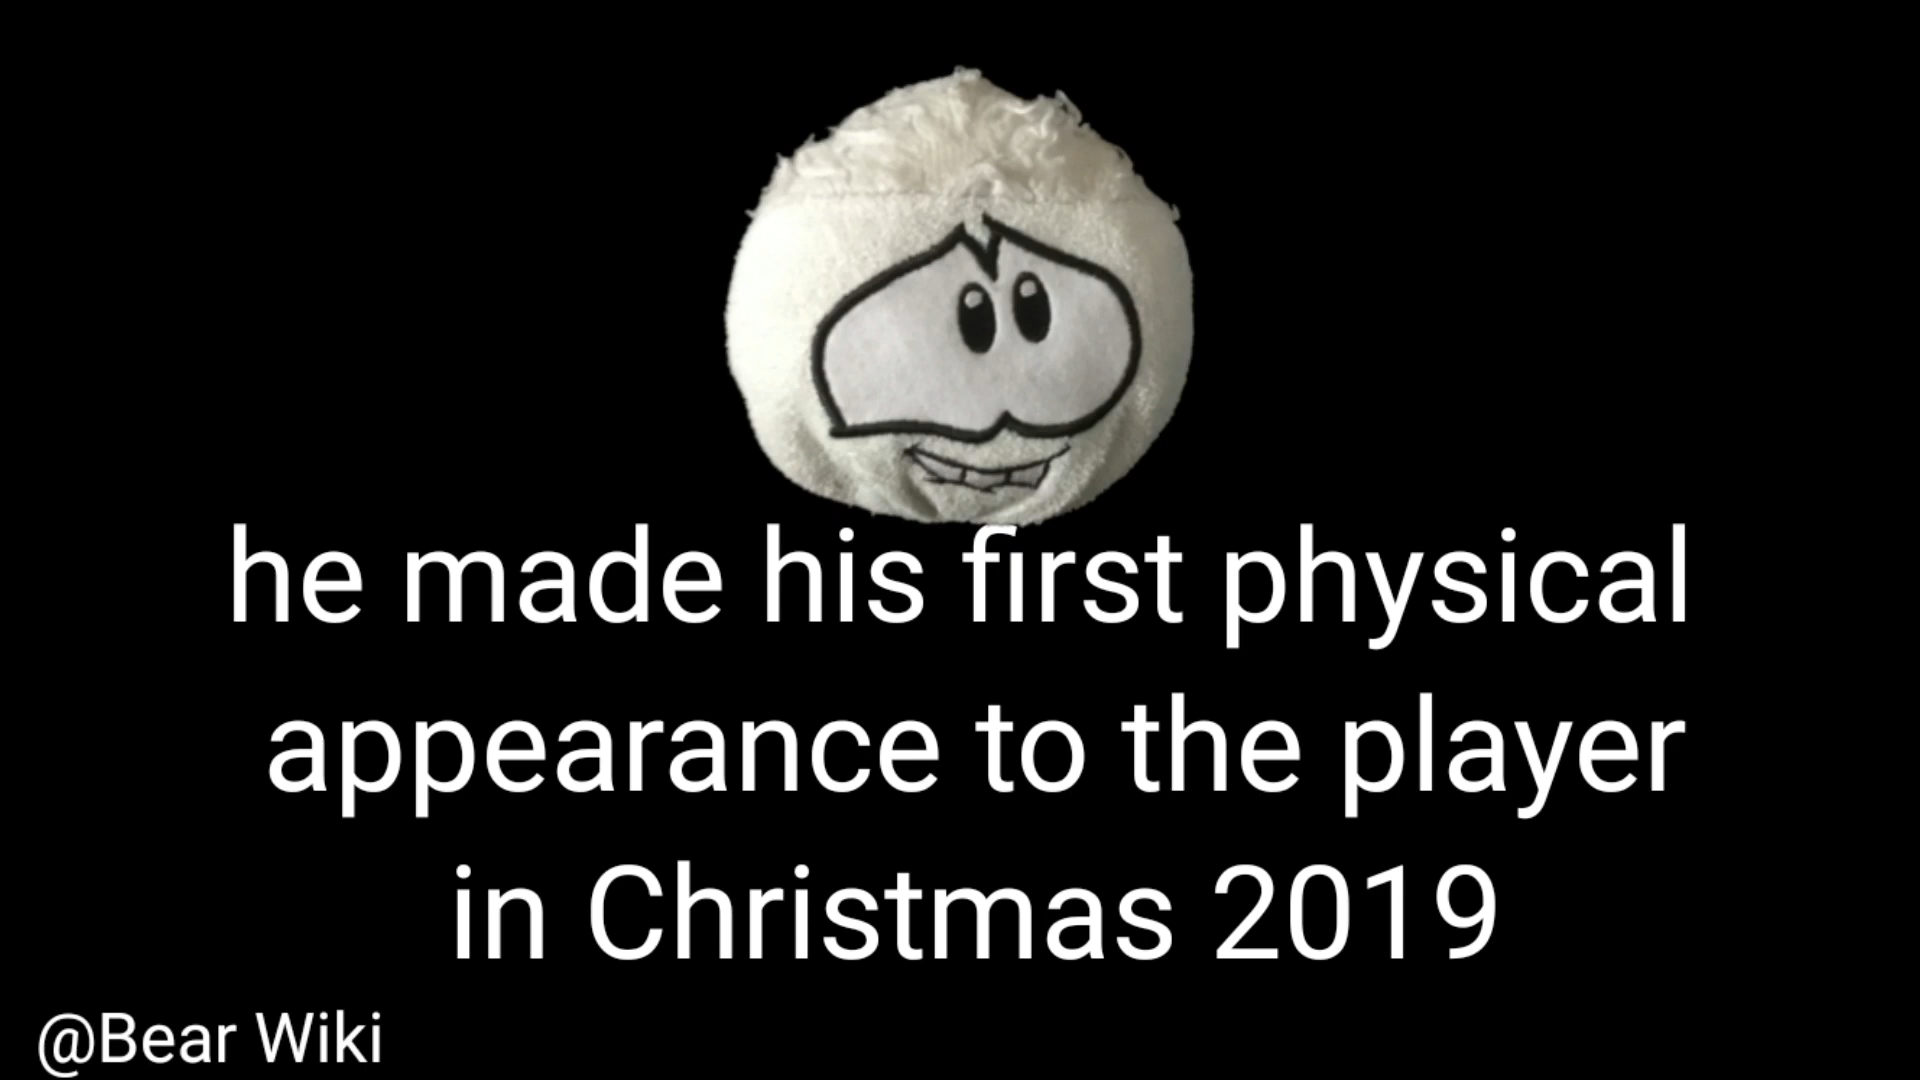 he made his first physical
appearance to the player
in Christmas 2019
@Bear Wiki